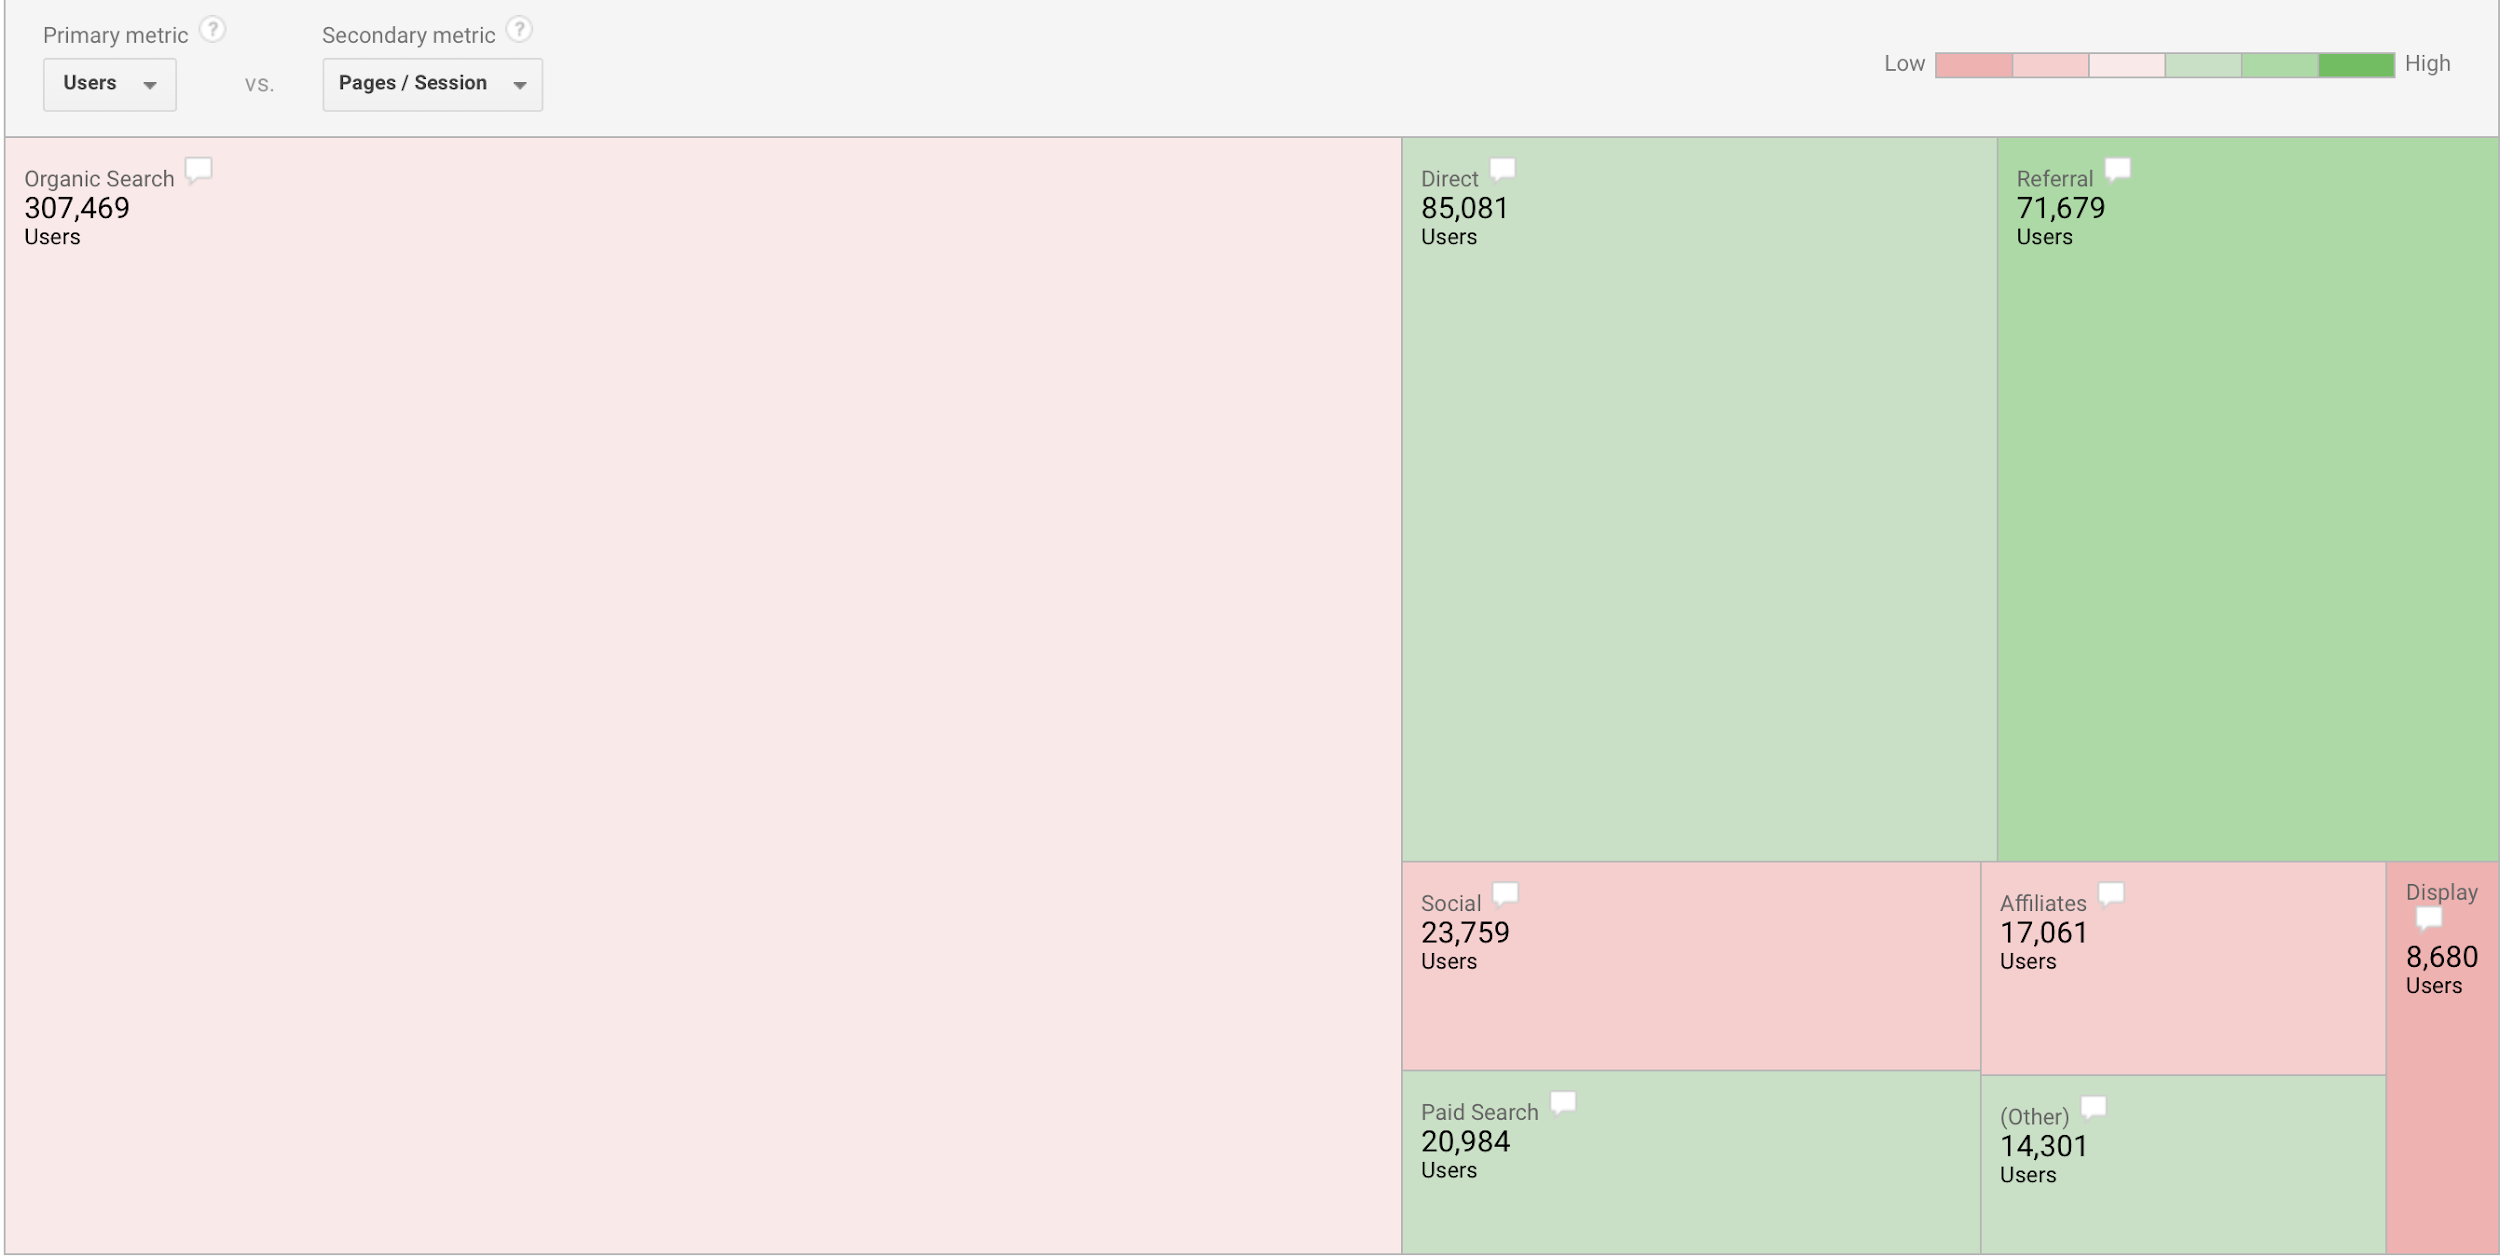 Primary metric ?
Secondary metric ?
Users
vs.
Pages / Session
Low
High
Organic Search
307,469
Users
Direct
85,081
Users
Referral
71,679
Users
Social
23,759
Users
Affiliates
17,061
Users
Display
8,680
Users
Paid Search
20,984
Users
(Other)
14,301
Users